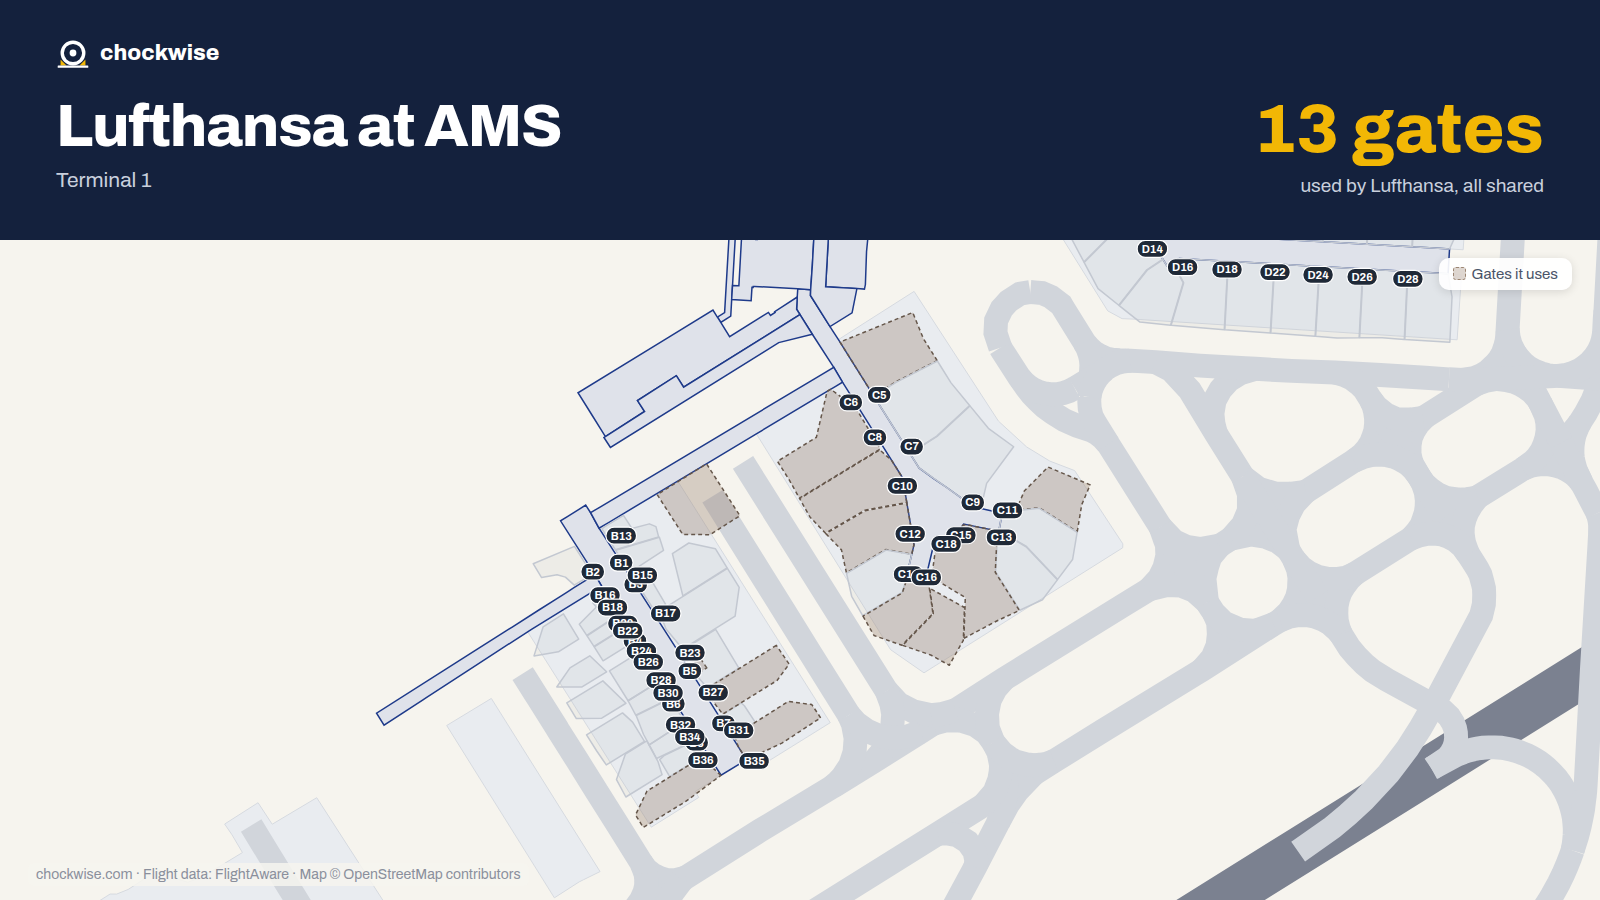 chockwise
Lufthansa at AMS
Terminal 1
13 gates
used by Lufthansa, all shared
Gates it uses
D14
D16
D18
D22
D24
D26
D28
C5
C6
C8
C7
C10
C9
C11
C12
C15
C13
C18
C16
B13
B1
B2
B15
B16
B18
B17
B22
B24
B23
B26
B5
B28
B30
B27
B6
B32
B31
B34
B36
B35
chockwise.com · Flight data: FlightAware · Map © OpenStreetMap contributors